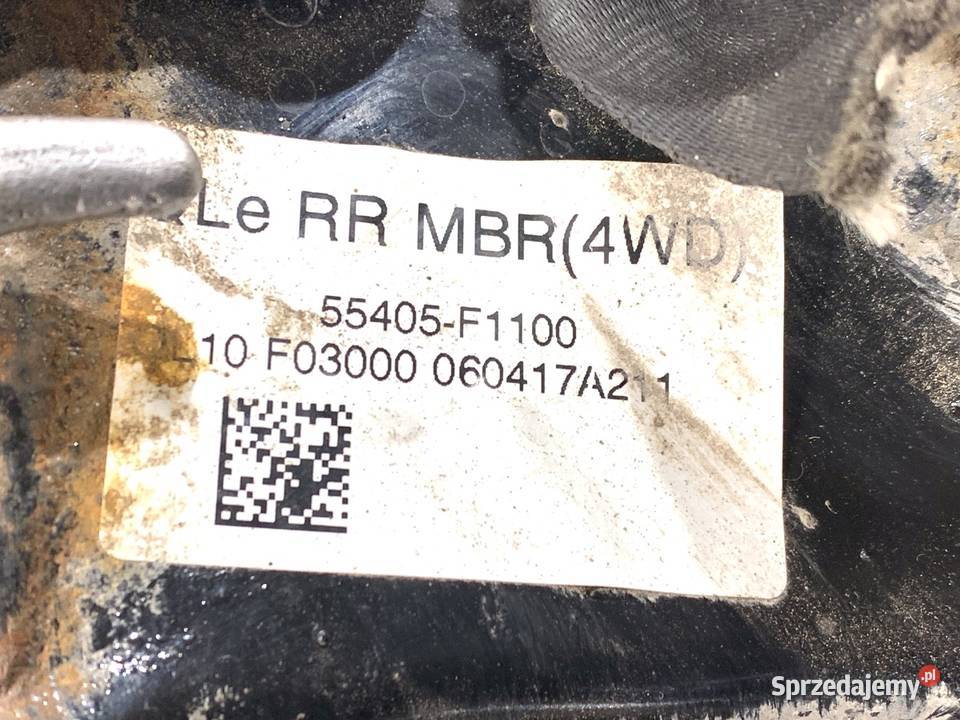 Le RR MBR(4WD)
55405-F1100
10 F03000 060417A211
Sprzedajemy.pl